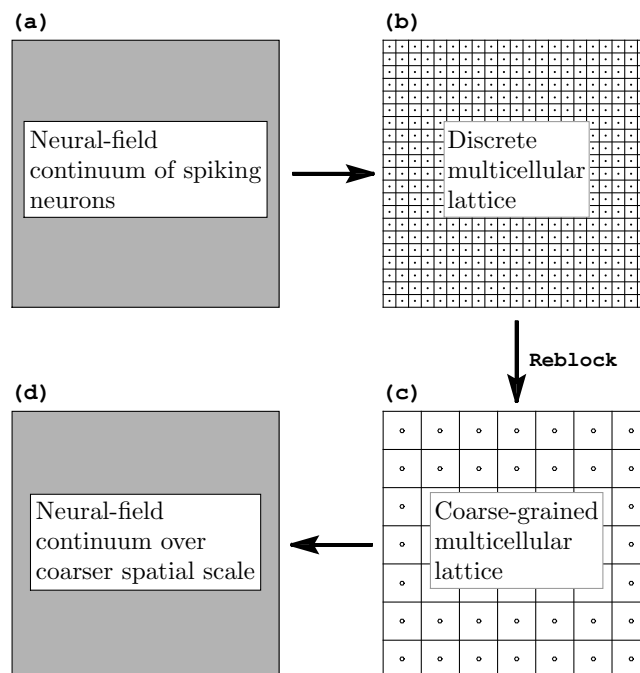 (a)
Neural-field
continuum of spiking
neurons
(b)
Discrete
multicellular
lattice
Reblock
(d)
Neural-field
continuum over
coarser spatial scale
(c)
Coarse-grained
multicellular
lattice